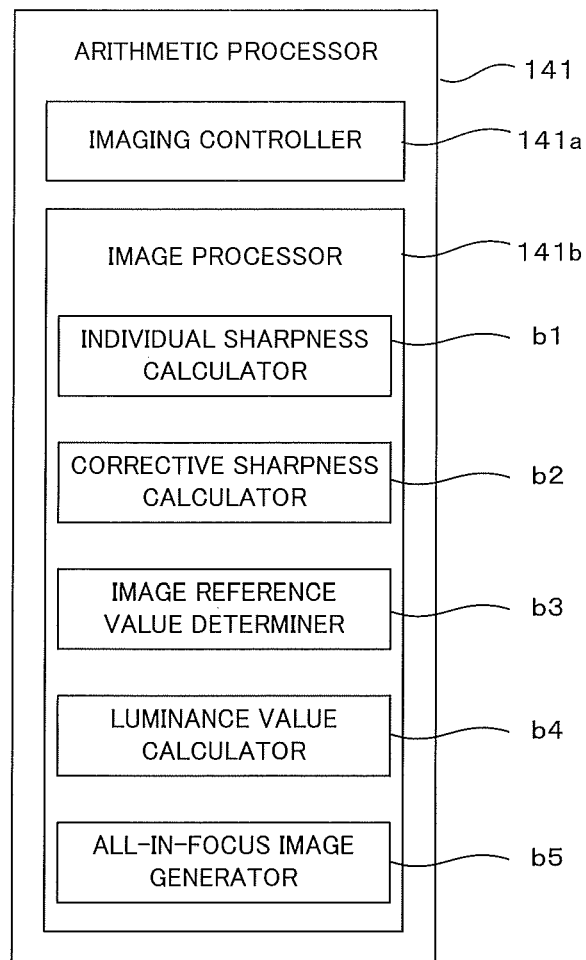 ARITHMETIC PROCESSOR
141
IMAGING CONTROLLER
141a
IMAGE PROCESSOR
141b
INDIVIDUAL SHARPNESS
CALCULATOR
b1
CORRECTIVE SHARPNESS
CALCULATOR
b2
IMAGE REFERENCE
VALUE DETERMINER
b3
LUMINANCE VALUE
CALCULATOR
b4
ALL-IN-FOCUS IMAGE
GENERATOR
b5